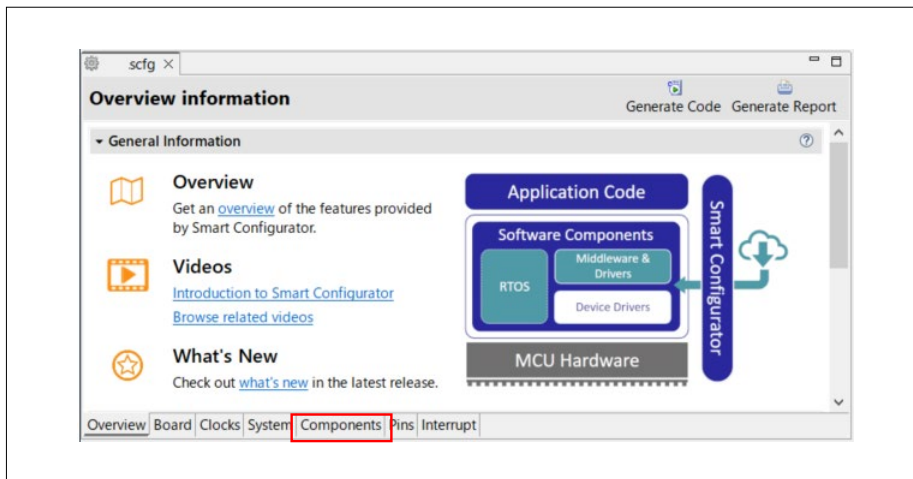 scfg
Overview information
Generate Code Generate Report
General Information
Overview
Get an overview of the features provided
by Smart Configurator.
Videos
Introduction to Smart Configurator
Browse related videos
What's New
Check out what's new in the latest release.
Application Code
Software Components
RTOS
Middleware &
Drivers
Device Drivers
MCU Hardware
Smart Configurator
Overview Board Clocks System Components Pins Interrupt